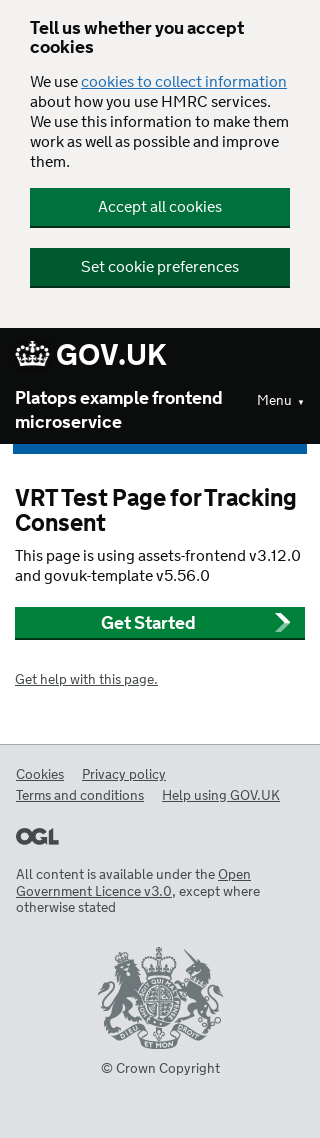 Tell us whether you accept
cookies
We use cookies to collect information
about how you use HMRC services.
We use this information to make them
work as well as possible and improve
them.
Accept all cookies
Set cookie preferences
GOV.UK
Platops example frontend
microservice
Menu ▼
VRT Test Page for Tracking
Consent
This page is using assets-frontend v3.12.0
and govuk-template v5.56.0
Get Started
Get help with this page.
Cookies Privacy policy
Terms and conditions Help using GOV.UK
OGL
All content is available under the Open
Government Licence v3.0, except where
otherwise stated
DIEU ET MON DROIT
© Crown Copyright